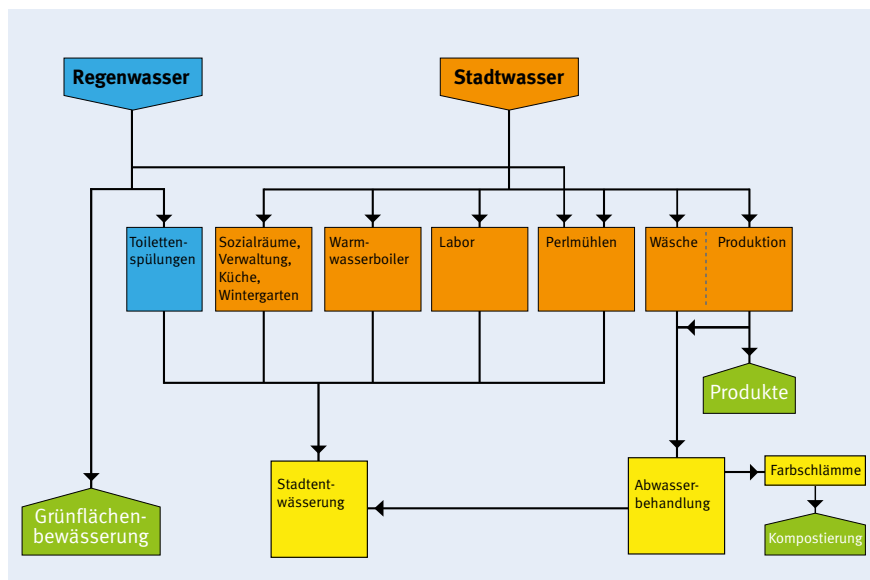 Regenwasser
Stadtwasser
Toiletten-
spülungen
Sozialräume,
Verwaltung,
Küche,
Wintergarten
Warm-
wasserboiler
Labor
Perlmühlen
Wäsche
Produktion
Produkte
Stadtent-
wässerung
Abwasser-
behandlung
Farbschlämme
Grünflächen-
bewässerung
Kompostierung